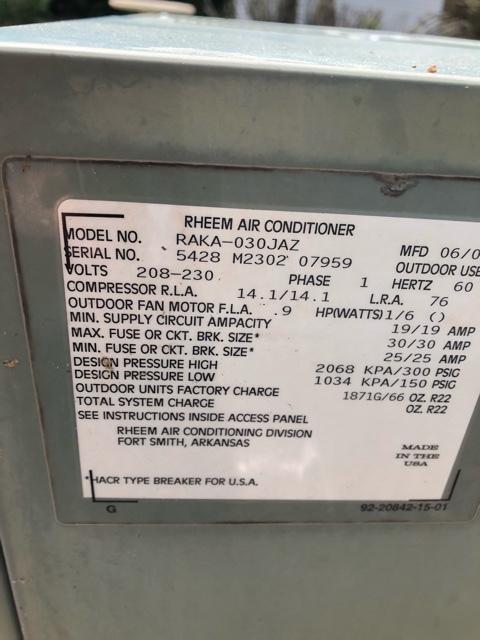 RHEEM AIR CONDITIONER
MODEL NO. RAKA-030JAZ
SERIAL NO. 5428 M2302 07959 MFD 06/0
VOLTS 208-230 PHASE 1 HERTZ 60 OUTDOOR USE
COMPRESSOR R.L.A. 14.1/14.1 L.R.A. 76
OUTDOOR FAN MOTOR F.L.A. .9 HP(WATTS) 1/6 ()
MIN. SUPPLY CIRCUIT AMPACITY 19/19 AMP
MAX. FUSE OR CKT. BRK. SIZE* 30/30 AMP
MIN. FUSE OR CKT. BRK. SIZE* 25/25 AMP
DESIGN PRESSURE HIGH 2068 KPA/300 PSIG
DESIGN PRESSURE LOW 1034 KPA/150 PSIG
OUTDOOR UNITS FACTORY CHARGE 1871G/66 OZ. R22
TOTAL SYSTEM CHARGE OZ. R22
SEE INSTRUCTIONS INSIDE ACCESS PANEL
RHEEM AIR CONDITIONING DIVISION
FORT SMITH, ARKANSAS
MADE
IN THE
USA
*HACR TYPE BREAKER FOR U.S.A.
G 92-20842-15-01